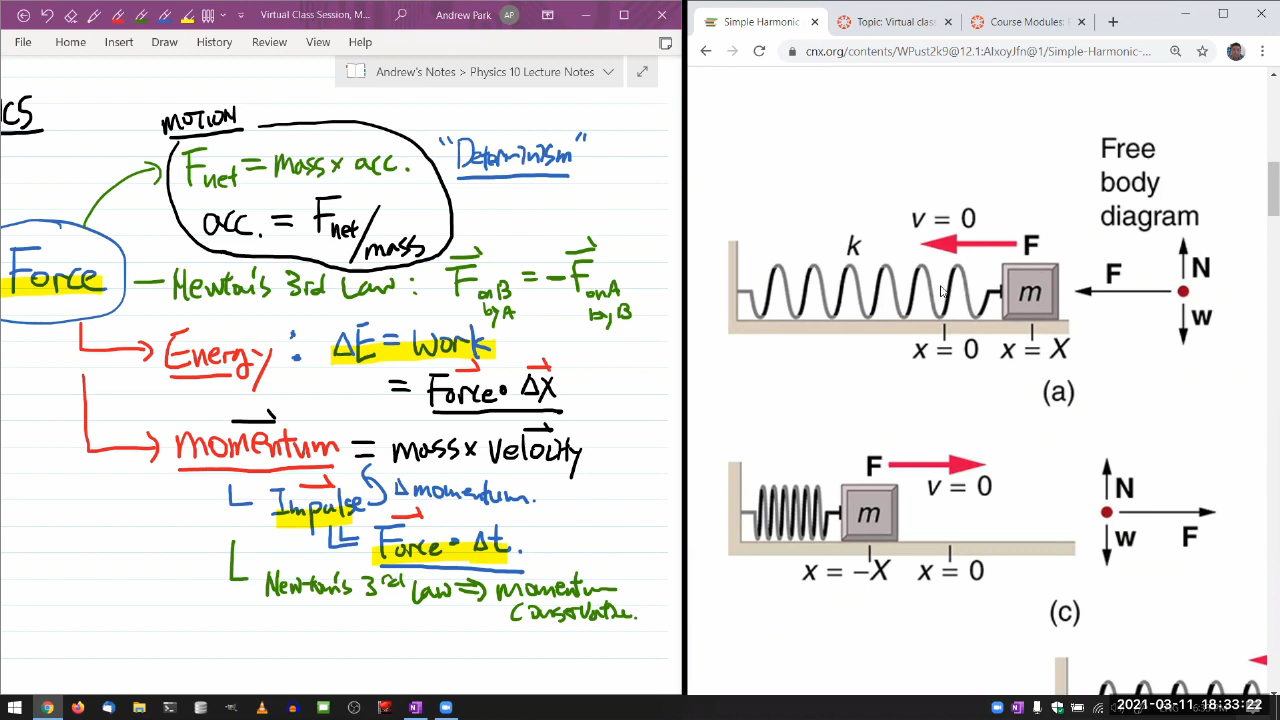 Virtual Class Session, M...
Andrew Park
AP
File
Home
Insert
Draw
History
Review
View
Help
Andrew's Notes > Physics 10 Lecture Notes
CS
MOTION
Fnet = mass x acc.
acc. = Fnet/mass
"Determinism"
Force
Newton's 3rd Law : F on B by A = -F on A by B
Energy : ΔE = Work
= Force · Δx
momentum = mass x velocity
Impulse
Δmomentum.
Force · Δt.
Newton's 3rd Law ⇒ momentum
Conservation.
Simple Harmonic
Topic: Virtual clas
Course Modules: P
cnx.org/contents/WPust2k9@12.1:AIxoyJfn@1/Simple-Harmonic-...
Free
body
diagram
v = 0
k
F
m
F
N
w
x = 0
x = X
(a)
F
v = 0
m
N
w
F
x = -X
x = 0
(c)
2021-03-11 18:33:22